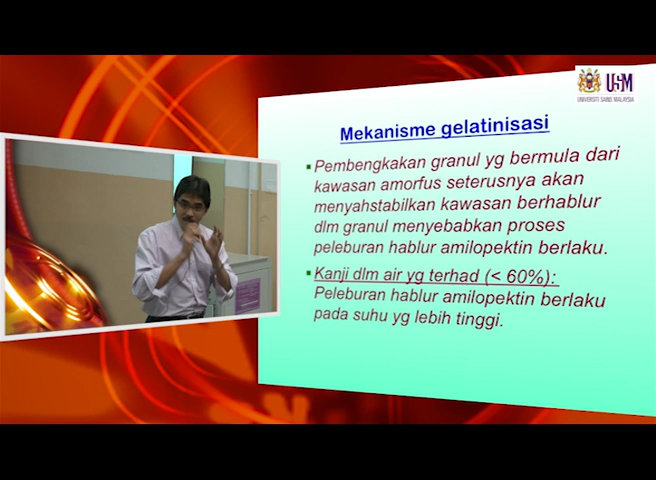 USM
UNIVERSITI SAINS MALAYSIA
Mekanisme gelatinisasi
Pembengkakan granul yg bermula dari
kawasan amorfus seterusnya akan
menyahstabilkan kawasan berhablur
dlm granul menyebabkan proses
peleburan hablur amilopektin berlaku.
Kanji dlm air yg terhad (< 60%):
Peleburan hablur amilopektin berlaku
pada suhu yg lebih tinggi.